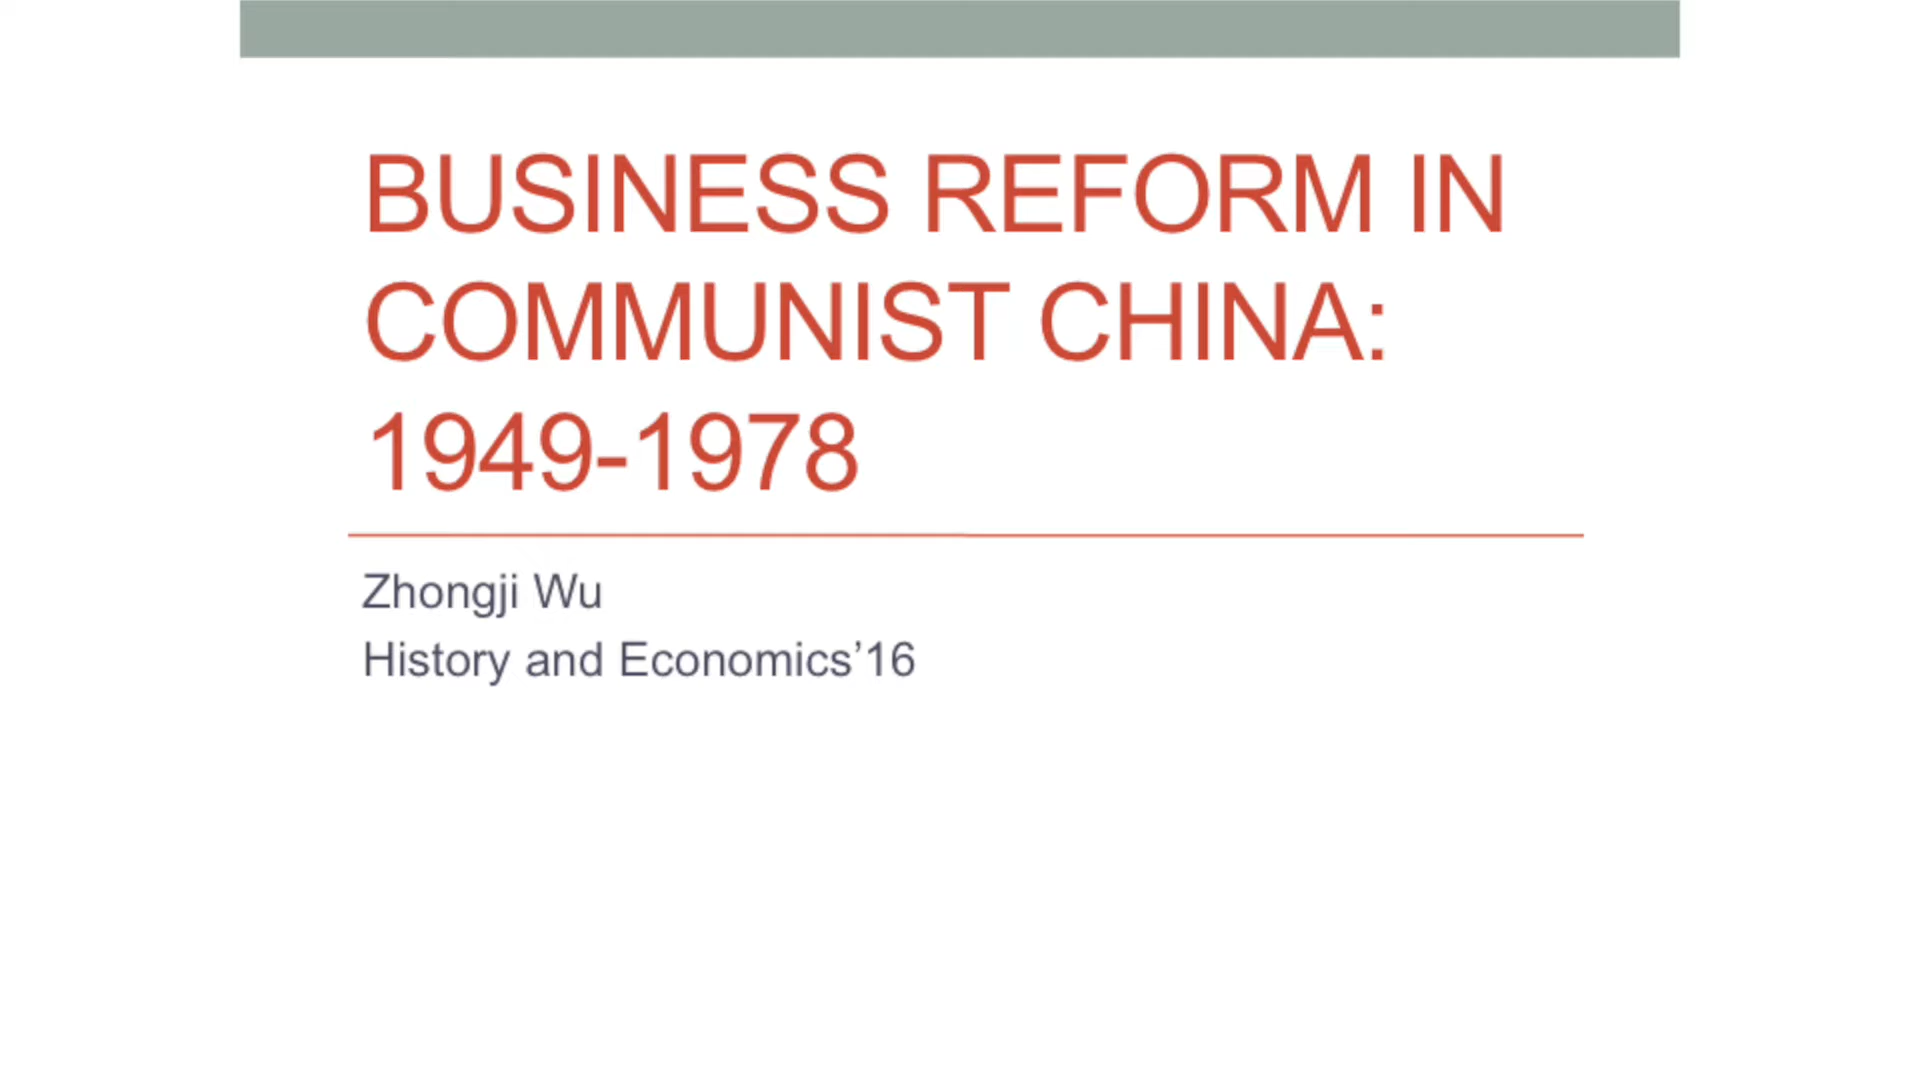 BUSINESS REFORM IN
COMMUNIST CHINA:
1949-1978
Zhongji Wu
History and Economics’16